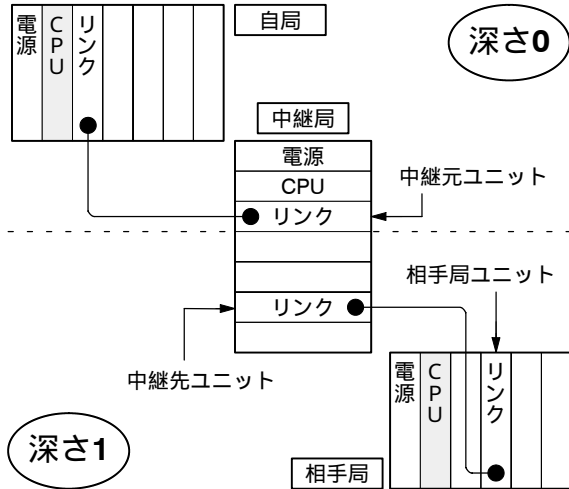 電源
CPU
リンク
自局
深さ0
中継局
電源
CPU
リンク
中継元ユニット
相手局ユニット
リンク
中継先ユニット
電源
CPU
リンク
深さ1
相手局